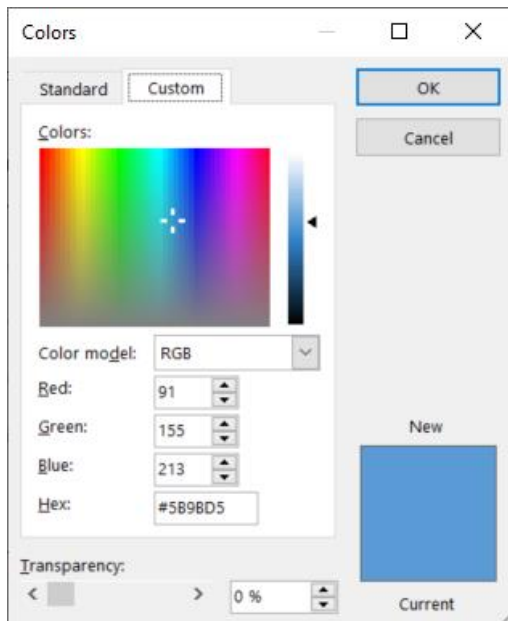 Colors
Standard
Custom
OK
Cancel
Colors:
Color model: RGB
Red: 91
Green: 155
Blue: 213
Hex: #5B9BD5
New
Current
Transparency:
0 %